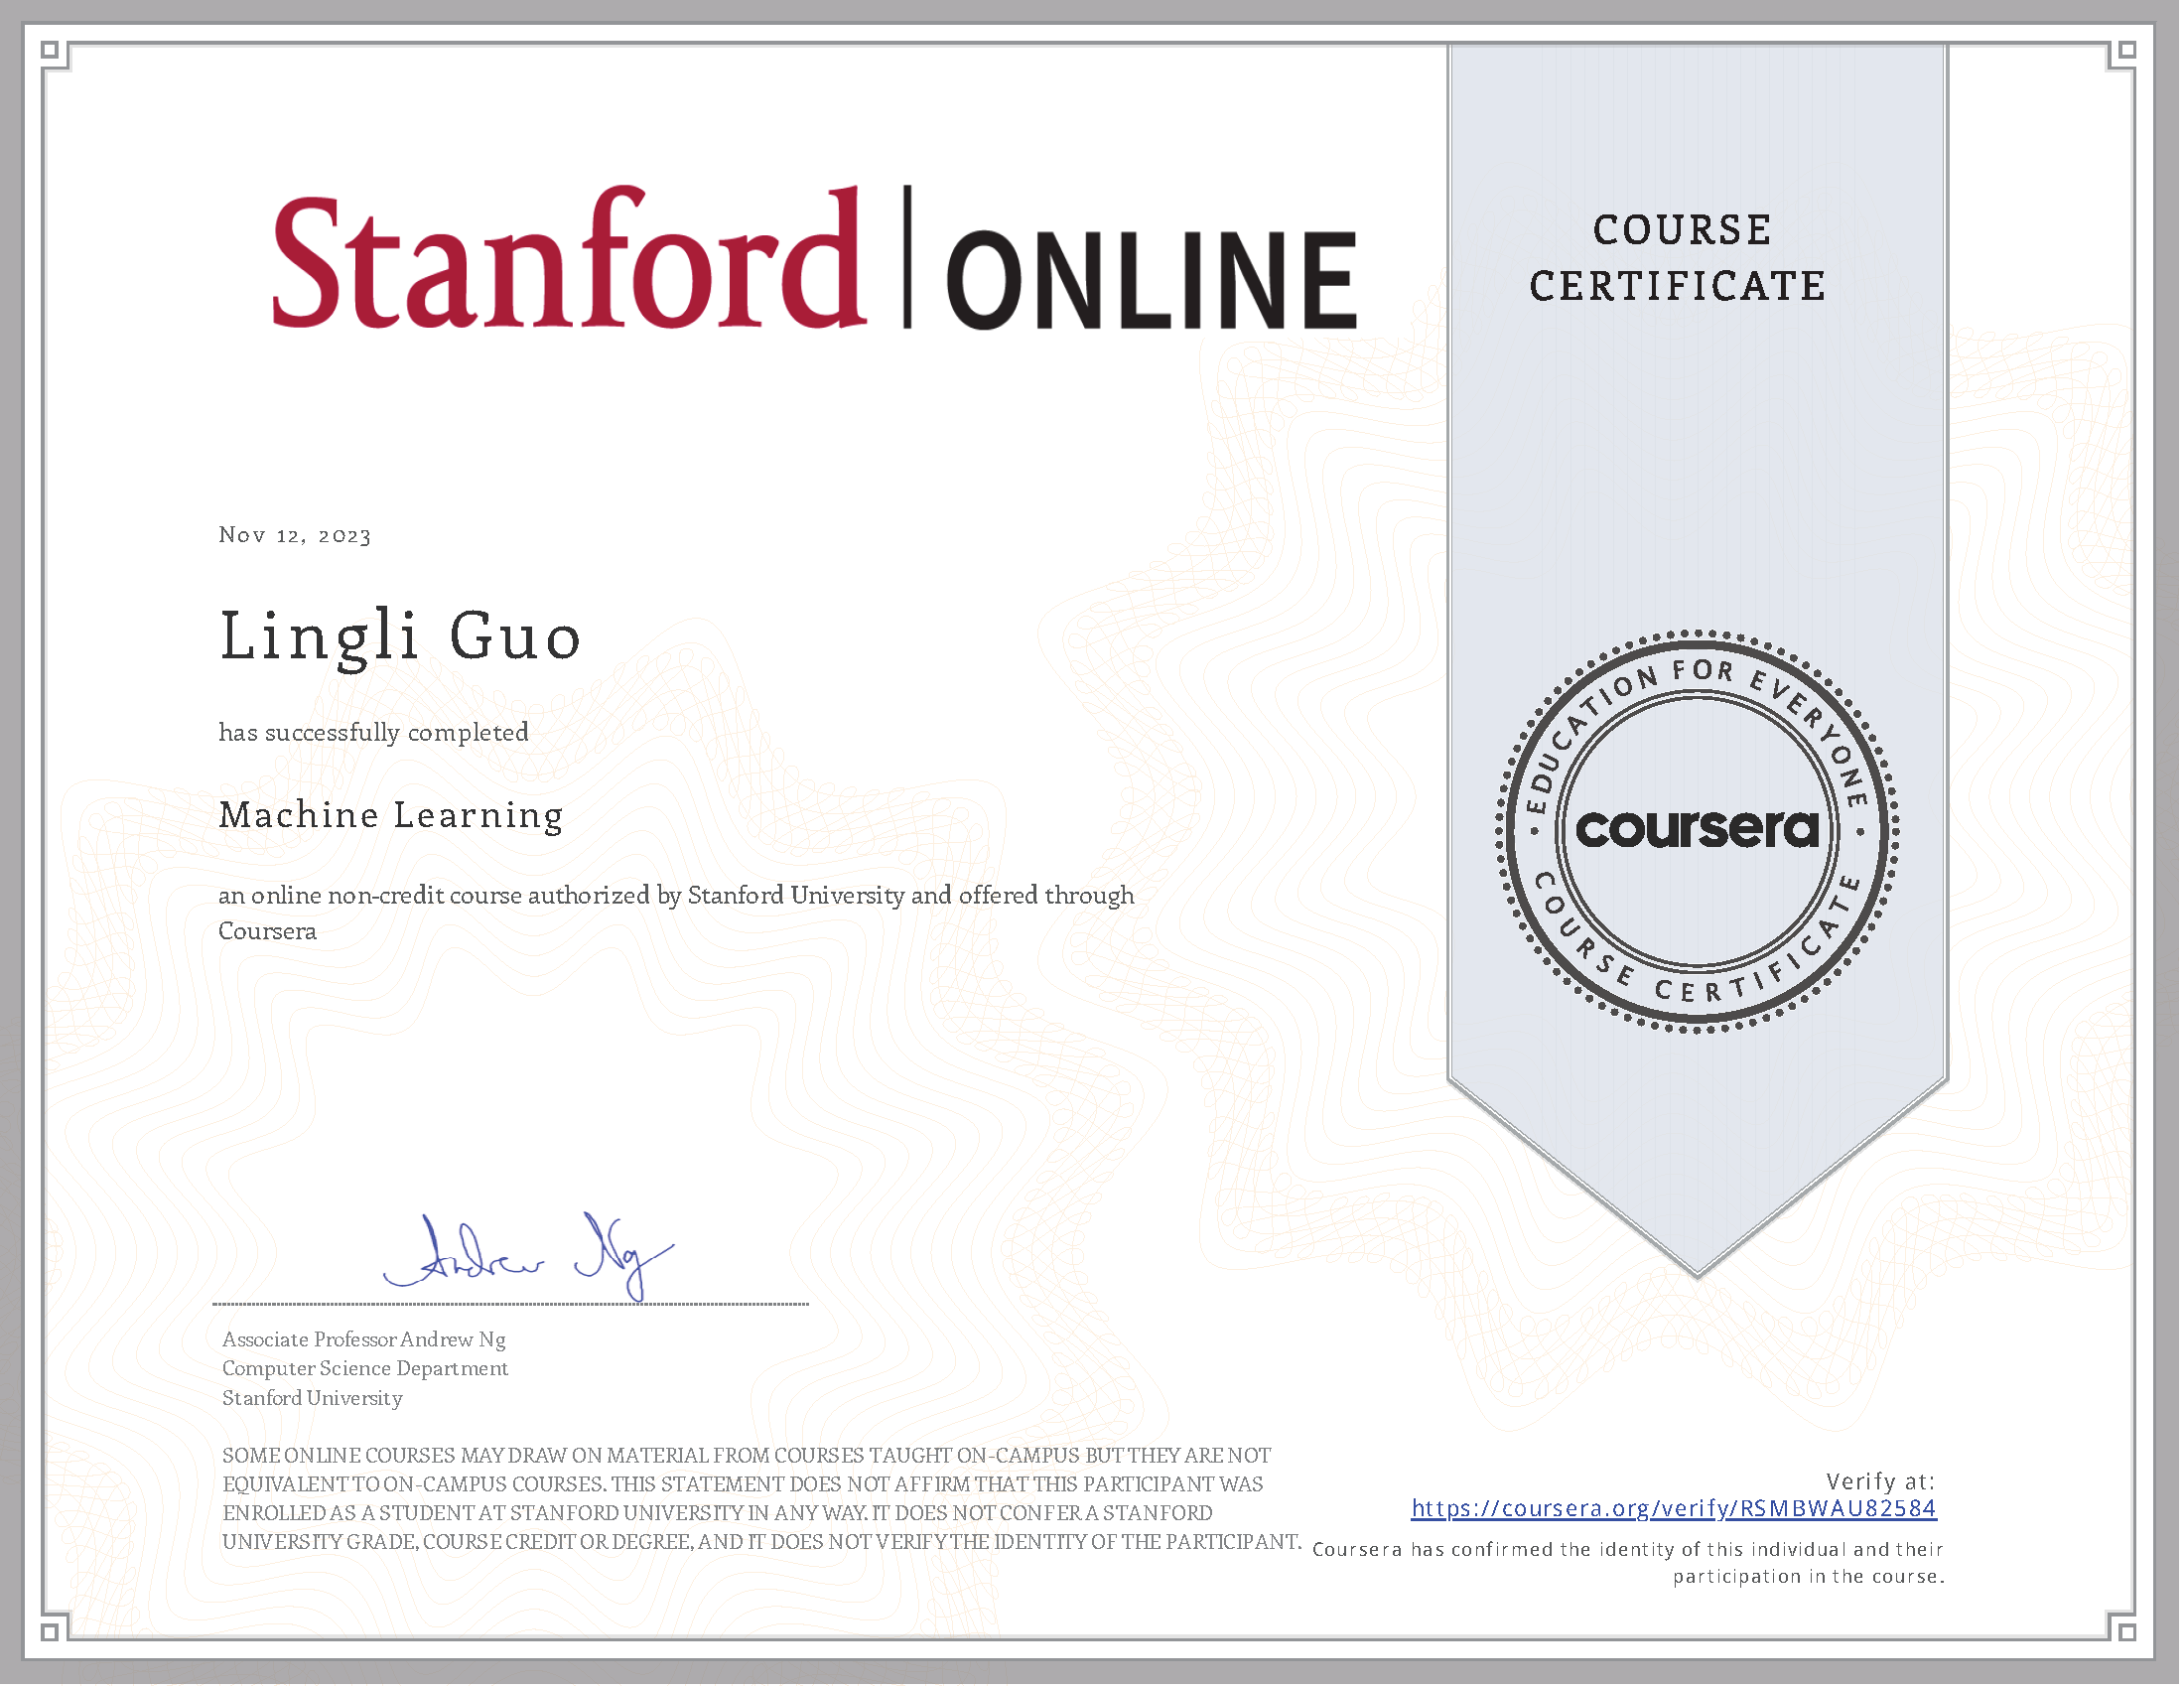 Stanford | ONLINE
COURSE
CERTIFICATE
Nov 12, 2023
Lingli Guo
has successfully completed
Machine Learning
an online non-credit course authorized by Stanford University and offered through
Coursera
EDUCATION FOR EVERYONE
coursera
COURSE CERTIFICATE
Andrew Ng
Associate Professor Andrew Ng
Computer Science Department
Stanford University
SOME ONLINE COURSES MAY DRAW ON MATERIAL FROM COURSES TAUGHT ON-CAMPUS BUT THEY ARE NOT
EQUIVALENT TO ON-CAMPUS COURSES. THIS STATEMENT DOES NOT AFFIRM THAT THIS PARTICIPANT WAS
ENROLLED AS A STUDENT AT STANFORD UNIVERSITY IN ANY WAY. IT DOES NOT CONFER A STANFORD
UNIVERSITY GRADE, COURSE CREDIT OR DEGREE, AND IT DOES NOT VERIFY THE IDENTITY OF THE PARTICIPANT.
Verify at:
https://coursera.org/verify/RSMBWAU82584
Coursera has confirmed the identity of this individual and their
participation in the course.